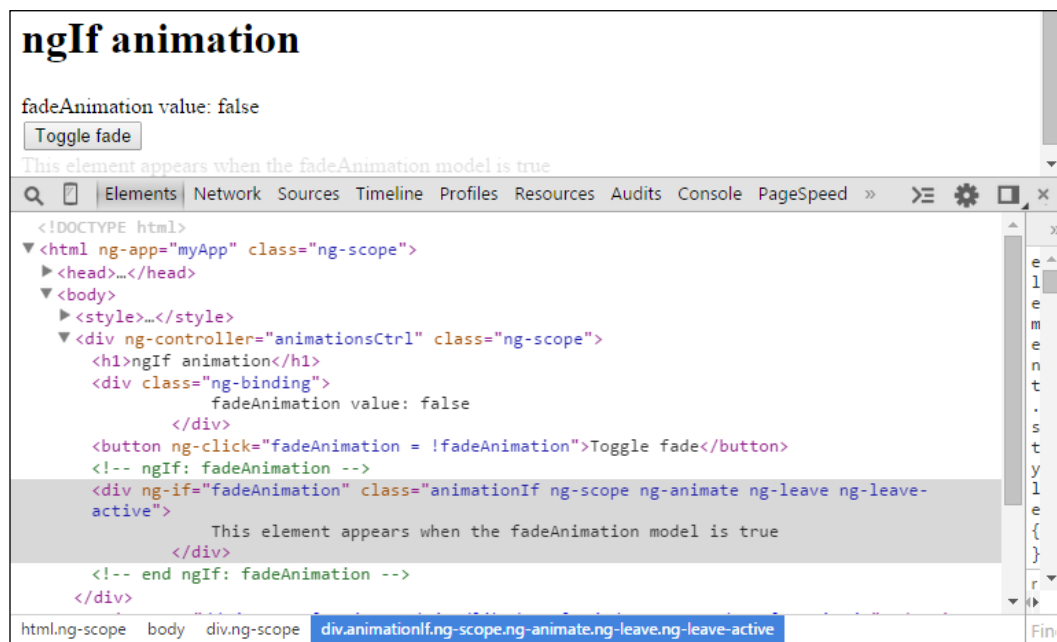 ngIf animation
fadeAnimation value: false
Toggle fade
This element appears when the fadeAnimation model is true
Elements Network Sources Timeline Profiles Resources Audits Console PageSpeed »
<!DOCTYPE html>
▼<html ng-app="myApp" class="ng-scope">
▶<head>…</head>
▼<body>
▶<style>…</style>
▼<div ng-controller="animationsCtrl" class="ng-scope">
<h1>ngIf animation</h1>
<div class="ng-binding">
fadeAnimation value: false
</div>
<button ng-click="fadeAnimation = !fadeAnimation">Toggle fade</button>
<!-- ngIf: fadeAnimation -->
<div ng-if="fadeAnimation" class="animationIf ng-scope ng-animate ng-leave ng-leave-
active">
This element appears when the fadeAnimation model is true
</div>
<!-- end ngIf: fadeAnimation -->
</div>
html.ng-scope body div.ng-scope div.animationIf.ng-scope.ng-animate.ng-leave.ng-leave-active
»
e
l
e
m
e
n
t
.
s
t
y
l
e
{
}
r
Fin